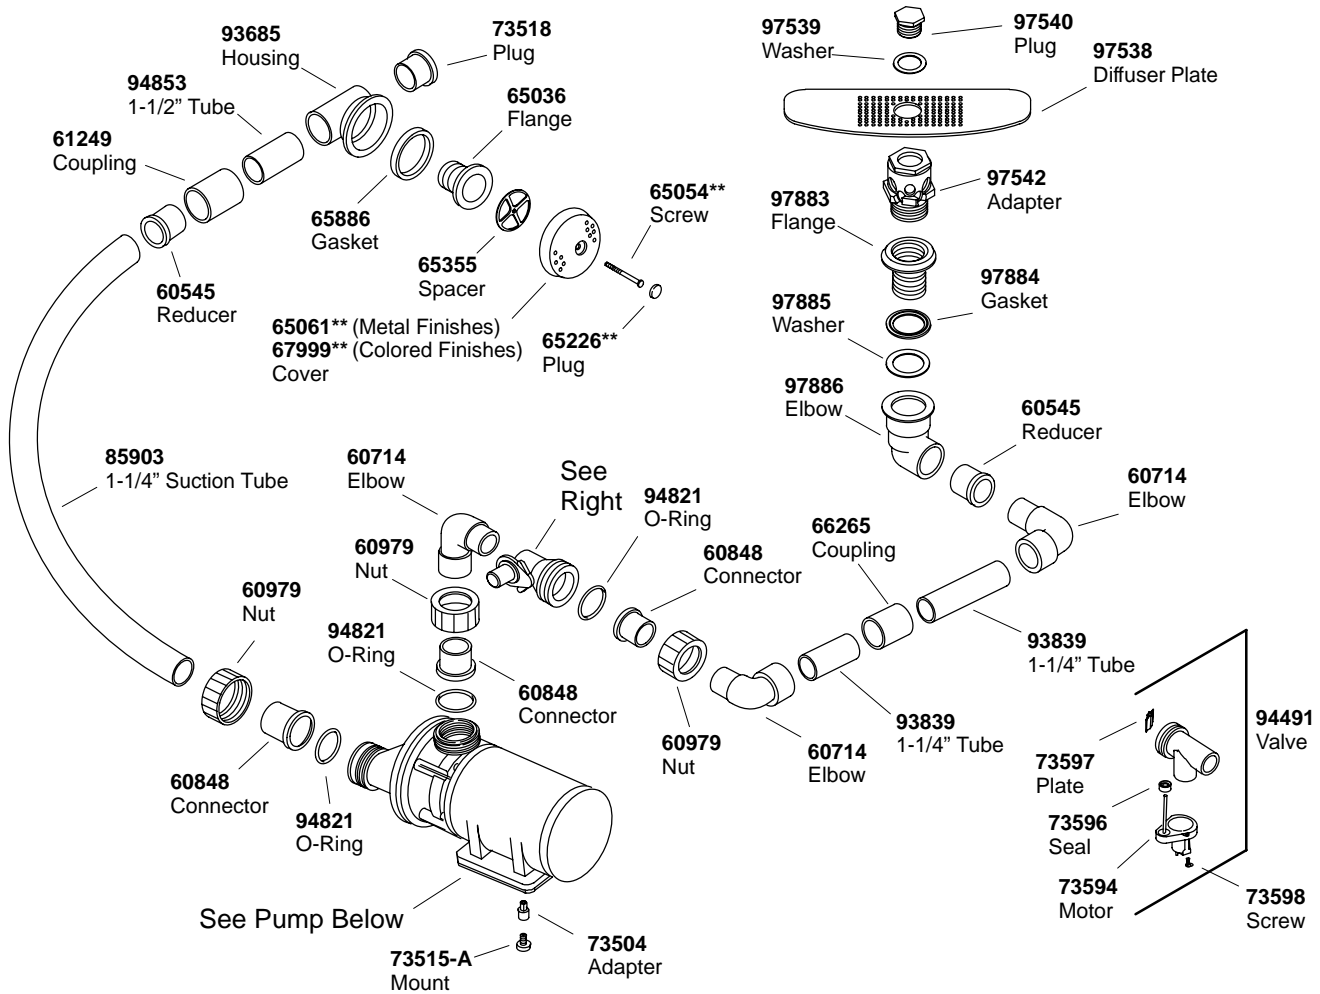 93685
Housing
73518
Plug
97539
Washer
97540
Plug
97538
Diffuser Plate
94853
1-1/2” Tube
65036
Flange
61249
Coupling
65886
Gasket
65054**
Screw
97883
Flange
97542
Adapter
60545
Reducer
65355
Spacer
97884
Gasket
97885
Washer
65061** (Metal Finishes)
67999** (Colored Finishes)
Cover
65226**
Plug
97886
Elbow
60545
Reducer
85903
1-1/4” Suction Tube
60714
Elbow
See
Right
94821
O-Ring
60714
Elbow
66265
Coupling
60979
Nut
60848
Connector
60979
Nut
94821
O-Ring
93839
1-1/4” Tube
60848
Connector
93839
1-1/4” Tube
60979
Nut
60714
Elbow
94491
Valve
73597
Plate
60848
Connector
94821
O-Ring
73596
Seal
73594
Motor
73598
Screw
See Pump Below
73515-A
Mount
73504
Adapter